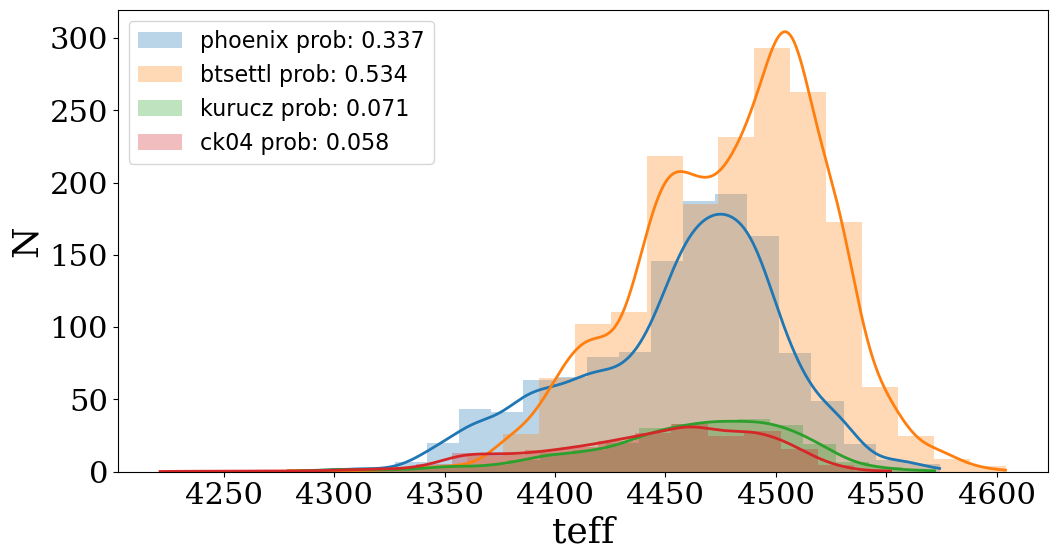 phoenix prob: 0.337
btsettl prob: 0.534
kurucz prob: 0.071
ck04 prob: 0.058
300
250
200
150
100
50
0
N
4250 4300 4350 4400 4450 4500 4550 4600
teff